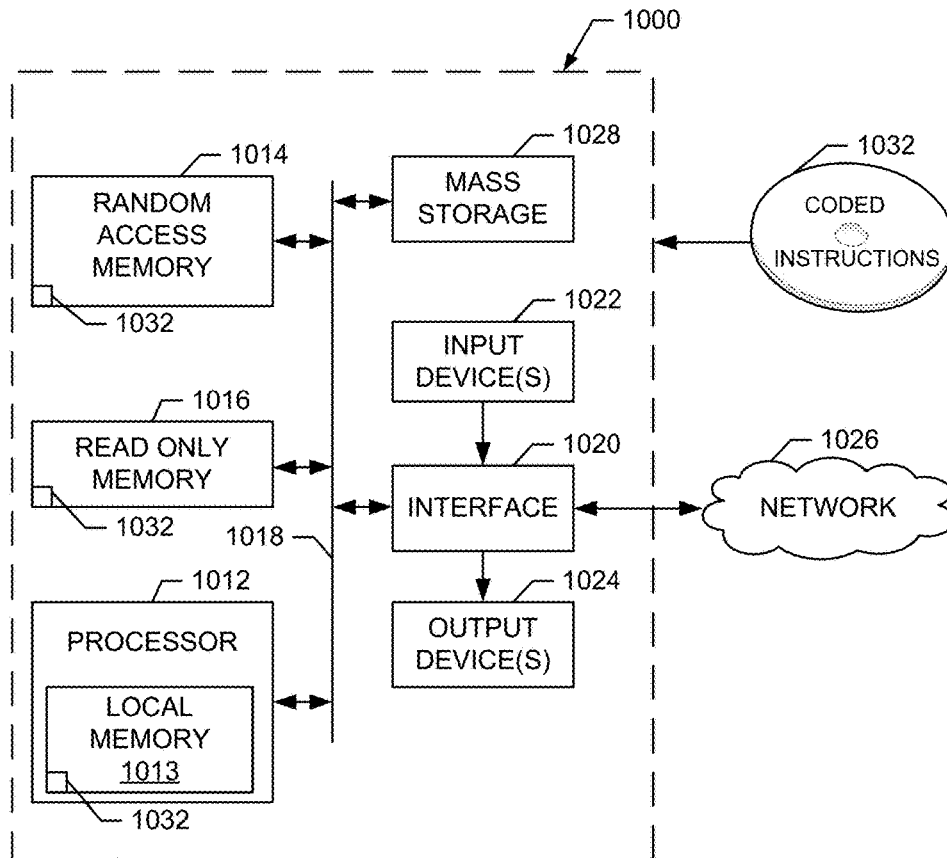 1000
1014
RANDOM
ACCESS
MEMORY
1032
1028
MASS
STORAGE
1032
CODED
INSTRUCTIONS
1022
INPUT
DEVICE(S)
1016
READ ONLY
MEMORY
1032
1020
INTERFACE
1026
NETWORK
1018
1012
PROCESSOR
LOCAL
MEMORY
1013
1032
1024
OUTPUT
DEVICE(S)